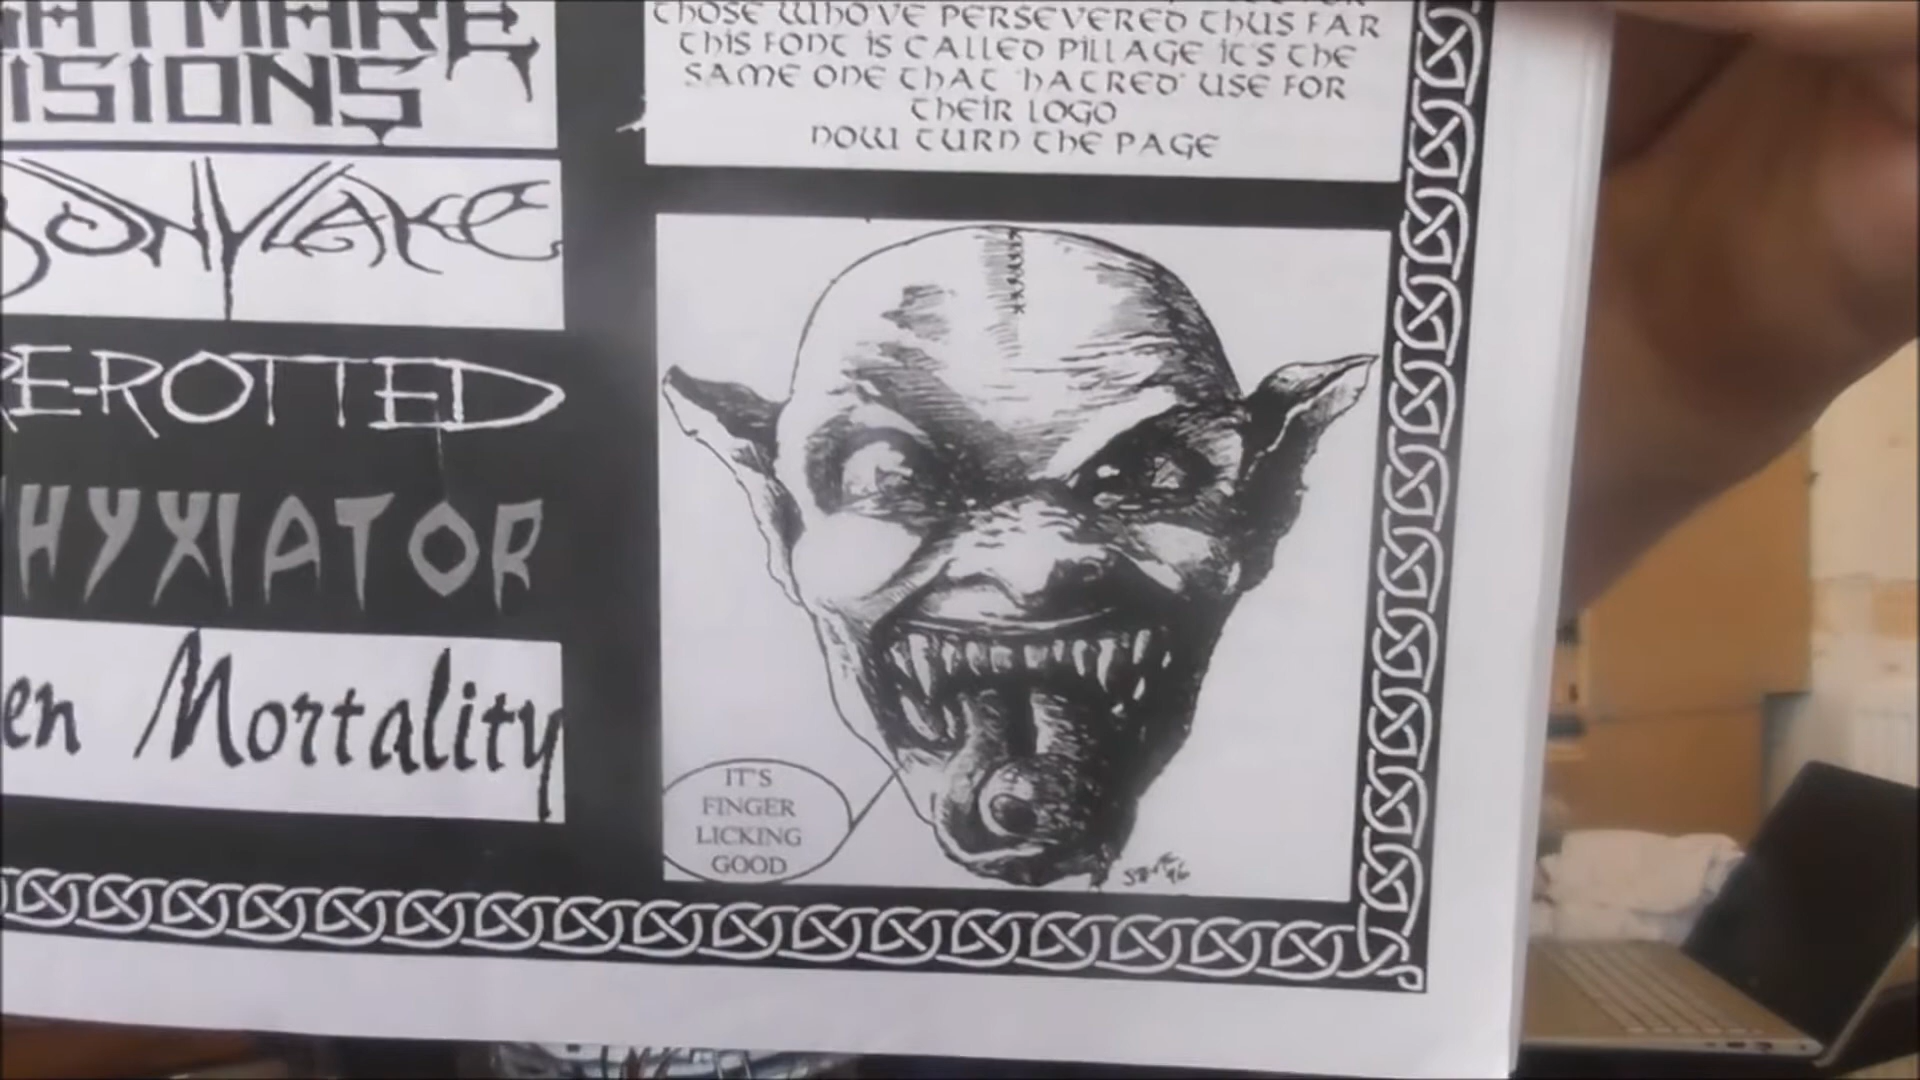 ISIONS
RE-ROTTED
HYXIATOR
en Mortality
THOSE WHO'VE PERSEVERED THUS FAR
THIS FONT IS CALLED PILLAGE IT'S THE
SAME ONE THAT 'HATRED' USE FOR
THEIR LOGO
NOW TURN THE PAGE
IT'S
FINGER
LICKING
GOOD